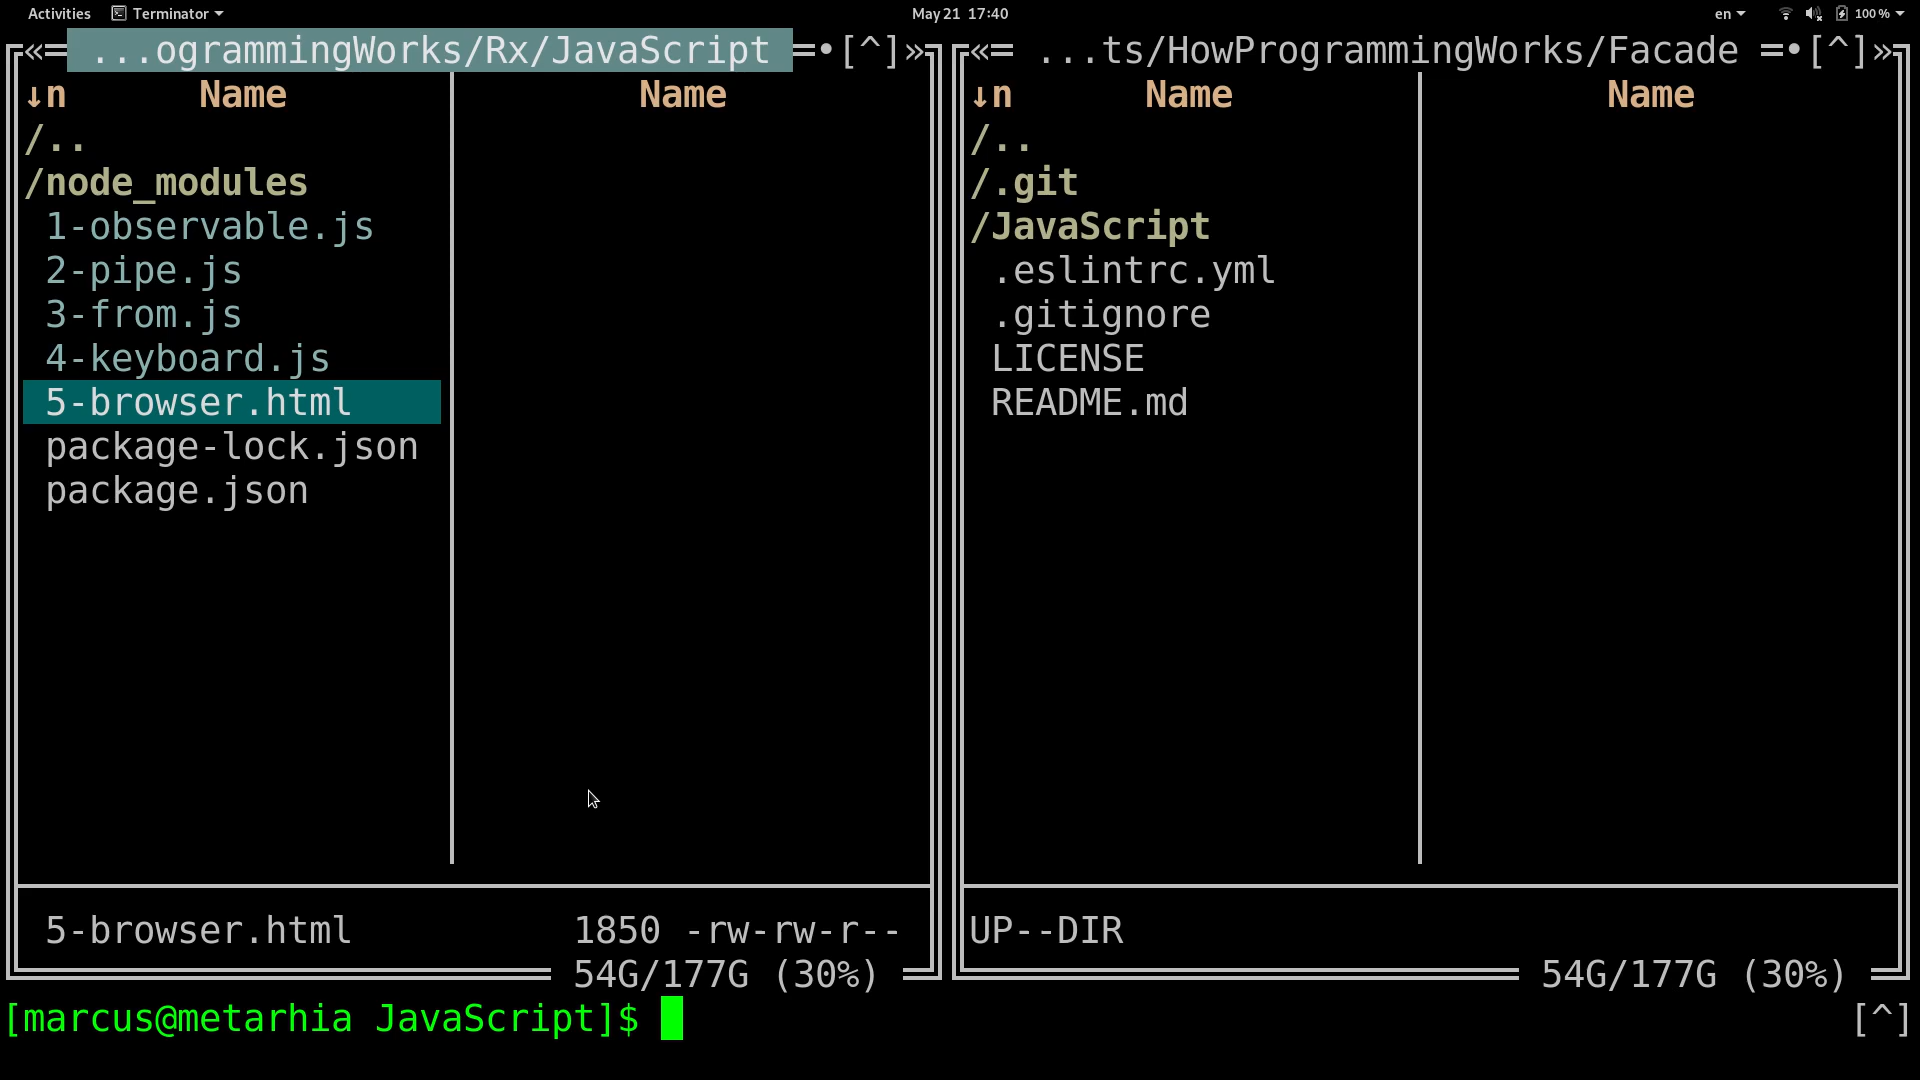 Activities Terminator May 21 17:40 en 100 %
«= ...ogrammingWorks/Rx/JavaScript =•[^]» «= ...ts/HowProgrammingWorks/Facade =•[^]»
↓n Name Name ↓n Name Name
/.. /..
/node_modules /.git
1-observable.js /JavaScript
2-pipe.js .eslintrc.yml
3-from.js .gitignore
4-keyboard.js LICENSE
5-browser.html README.md
package-lock.json
package.json
5-browser.html 1850 -rw-rw-r-- UP--DIR
54G/177G (30%) 54G/177G (30%)
[marcus@metarhia JavaScript]$ [^]